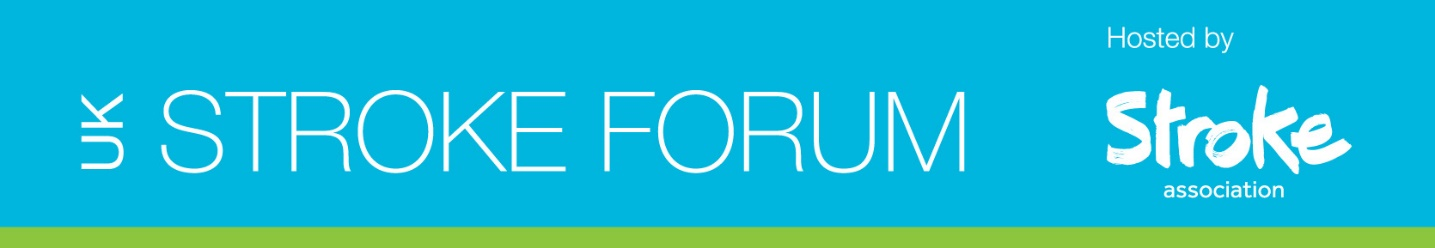 UK STROKE FORUM
Hosted by
Stroke
association